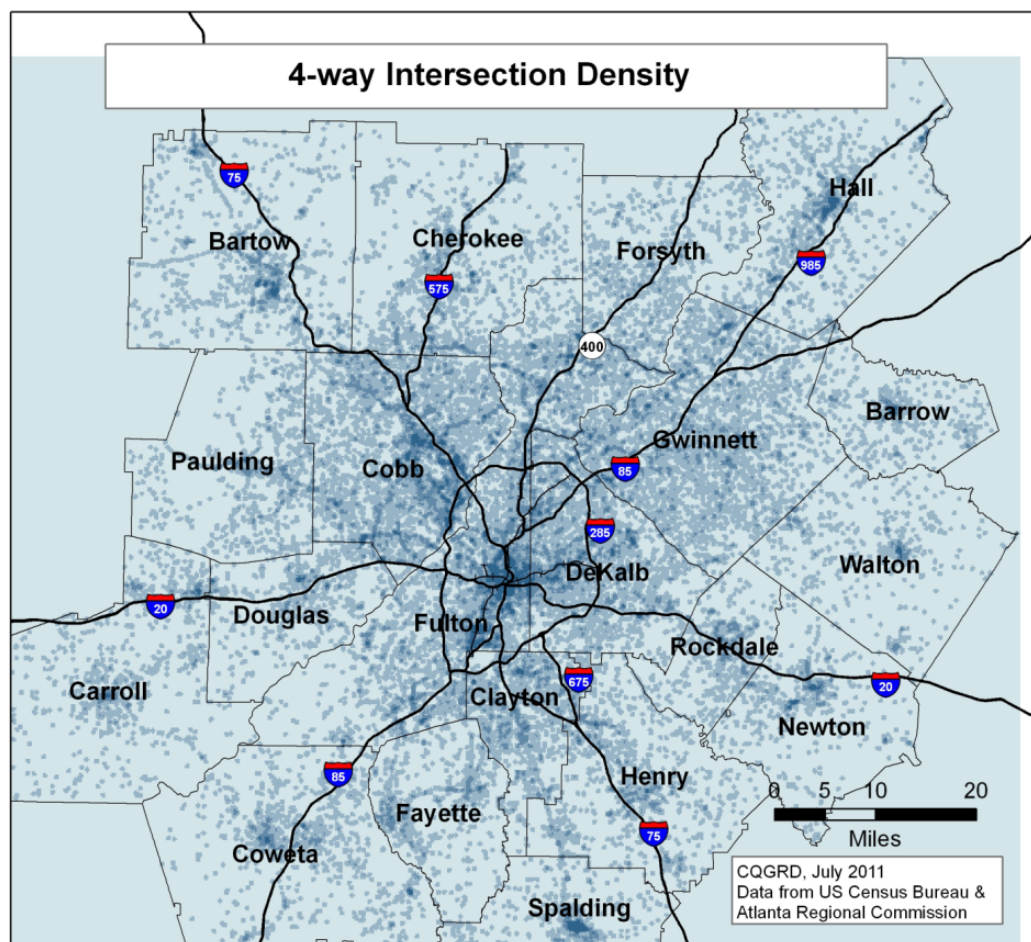 4-way Intersection Density
75
Hall
Bartow
Cherokee
Forsyth
985
575
400
Barrow
Gwinnett
Paulding
Cobb
85
285
Walton
DeKalb
20
Douglas
Fulton
Rockdale
Carroll
Clayton
675
20
Newton
85
Henry
Fayette
0 5 10 20
Miles
75
Coweta
CQGRD, July 2011
Data from US Census Bureau &
Atlanta Regional Commission
Spalding